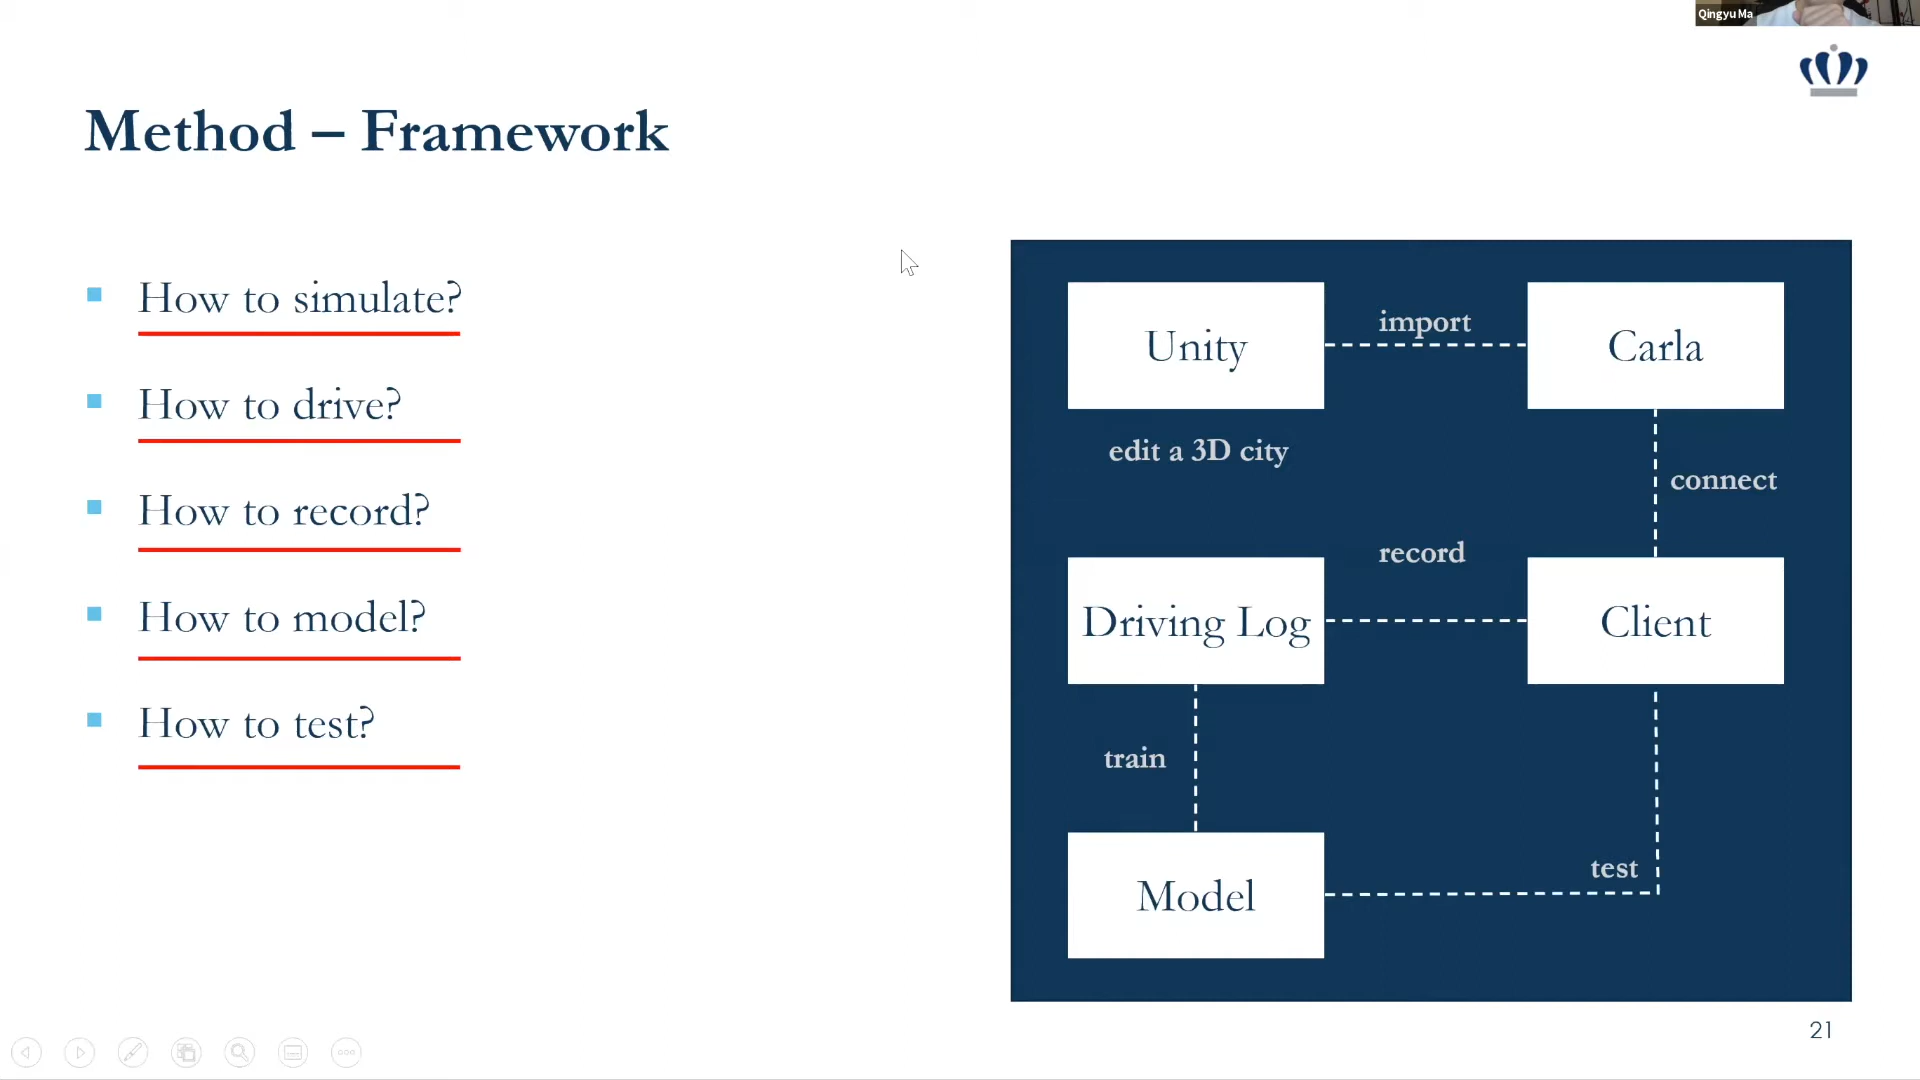 Qingyu Ma
Method – Framework
How to simulate?
How to drive?
How to record?
How to model?
How to test?
Unity
import
Carla
edit a 3D city
connect
record
Driving Log
Client
train
test
Model
21